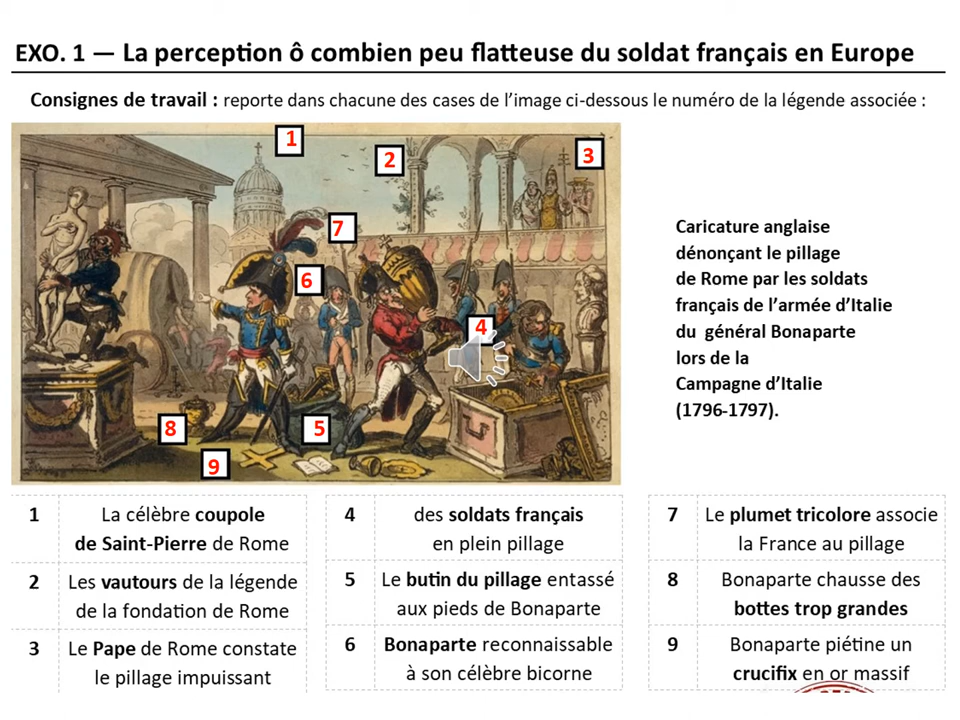 EXO. 1 — La perception ô combien peu flatteuse du soldat français en Europe
Consignes de travail : reporte dans chacune des cases de l'image ci-dessous le numéro de la légende associée :
1
2
3
7
6
4
8
5
9
Caricature anglaise
dénonçant le pillage
de Rome par les soldats
français de l'armée d'Italie
du général Bonaparte
lors de la
Campagne d'Italie
(1796-1797).
1 La célèbre coupole
de Saint-Pierre de Rome
2 Les vautours de la légende
de la fondation de Rome
3 Le Pape de Rome constate
le pillage impuissant
4 des soldats français
en plein pillage
5 Le butin du pillage entassé
aux pieds de Bonaparte
6 Bonaparte reconnaissable
à son célèbre bicorne
7 Le plumet tricolore associe
la France au pillage
8 Bonaparte chausse des
bottes trop grandes
9 Bonaparte piétine un
crucifix en or massif